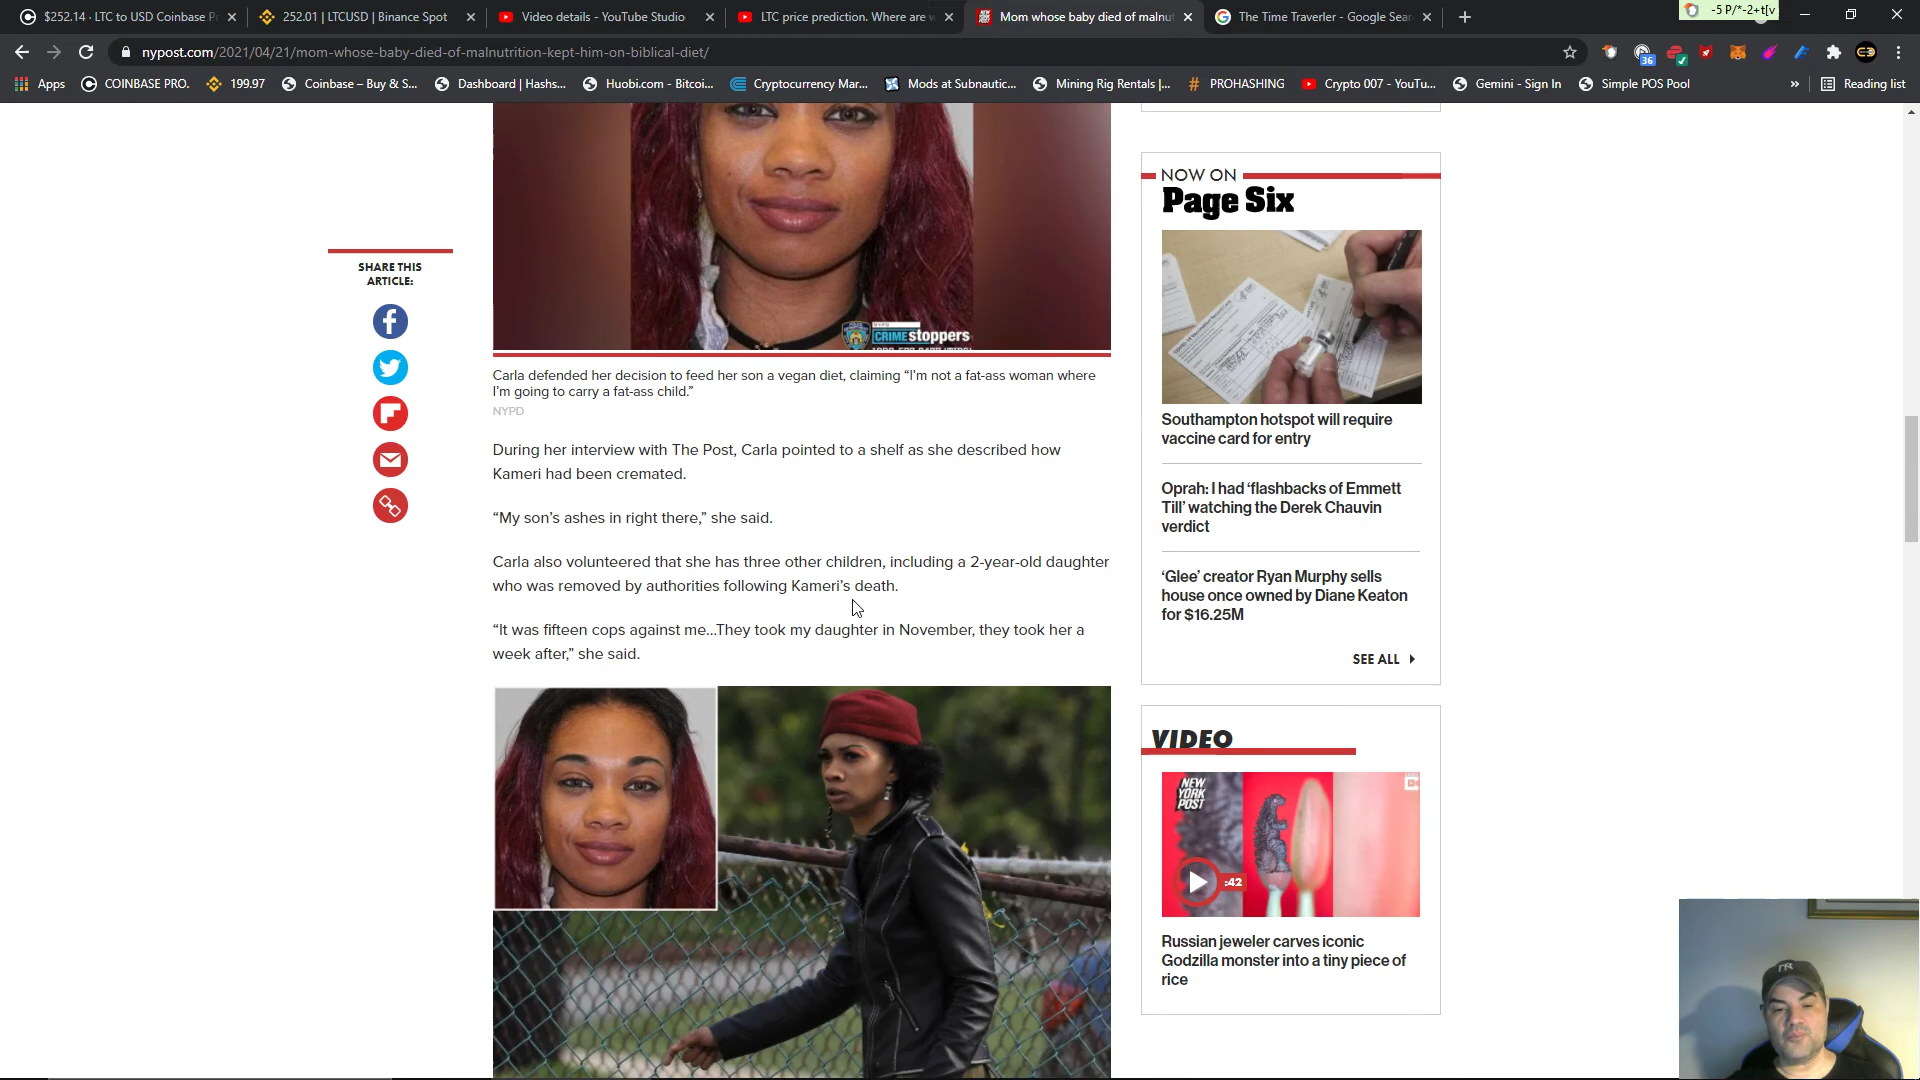 $252.14 · LTC to USD Coinbase P
252.01 | LTCUSD | Binance Spot
Video details - YouTube Studio
LTC price prediction. Where are w
Mom whose baby died of malnut
The Time Traverler - Google Sear
-5 P/*-2+t[v
nypost.com/2021/04/21/mom-whose-baby-died-of-malnutrition-kept-him-on-biblical-diet/
36
Apps
COINBASE PRO.
199.97
Coinbase – Buy & S...
Dashboard | Hashs...
Huobi.com - Bitcoi...
Cryptocurrency Mar...
Mods at Subnautic...
Mining Rig Rentals |...
PROHASHING
Crypto 007 - YouTu...
Gemini - Sign In
Simple POS Pool
»
Reading list
SHARE THIS
ARTICLE:
NYPD
CRIMEstoppers
Carla defended her decision to feed her son a vegan diet, claiming “I’m not a fat-ass woman where
I’m going to carry a fat-ass child.”
NYPD
During her interview with The Post, Carla pointed to a shelf as she described how
Kameri had been cremated.
“My son’s ashes in right there,” she said.
Carla also volunteered that she has three other children, including a 2-year-old daughter
who was removed by authorities following Kameri’s death.
“It was fifteen cops against me...They took my daughter in November, they took her a
week after,” she said.
NOW ON
Page Six
Southampton hotspot will require
vaccine card for entry
Oprah: I had ‘flashbacks of Emmett
Till’ watching the Derek Chauvin
verdict
‘Glee’ creator Ryan Murphy sells
house once owned by Diane Keaton
for $16.25M
SEE ALL
VIDEO
NEW
YORK
POST
:42
Russian jeweler carves iconic
Godzilla monster into a tiny piece of
rice